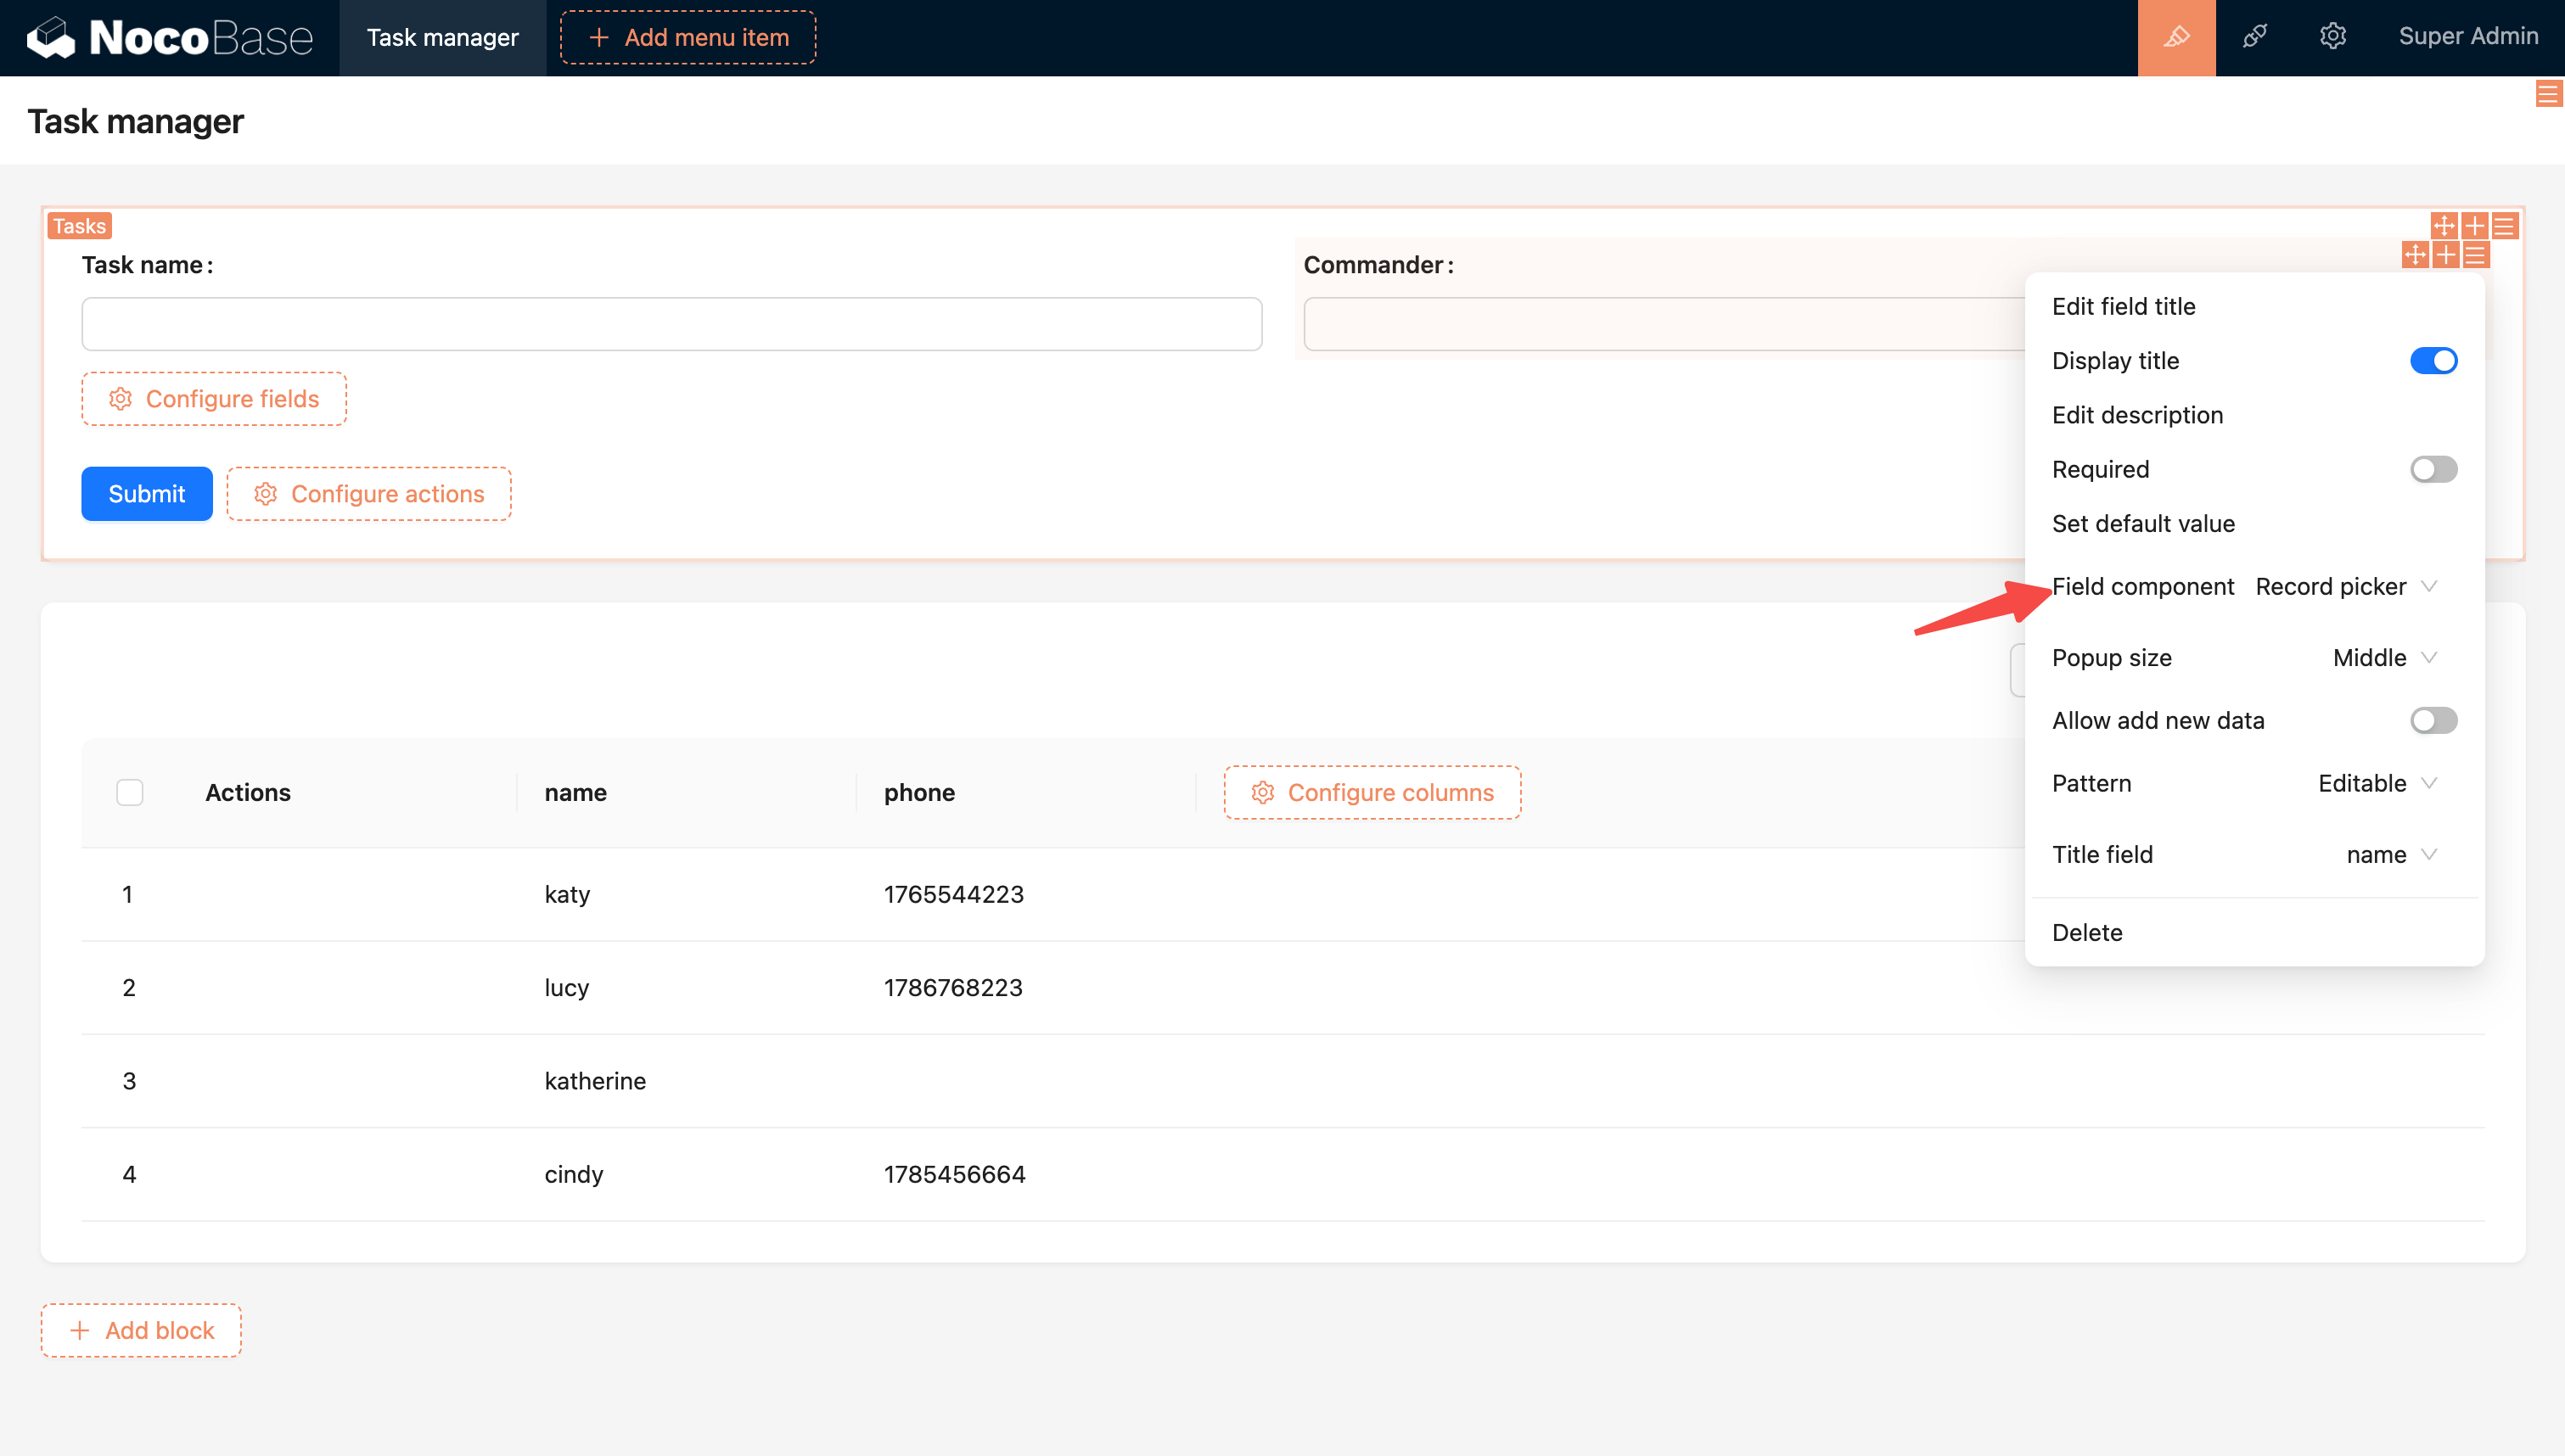 NocoBase Task manager Add menu item Super Admin
Task manager
Tasks
Task name: Commander:
Configure fields
Submit Configure actions
Edit field title
Display title
Edit description
Required
Set default value
Field component Record picker
Popup size Middle
Allow add new data
Pattern Editable
Title field name
Delete
Actions name phone Configure columns
1 katy 1765544223
2 lucy 1786768223
3 katherine
4 cindy 1785456664
Add block